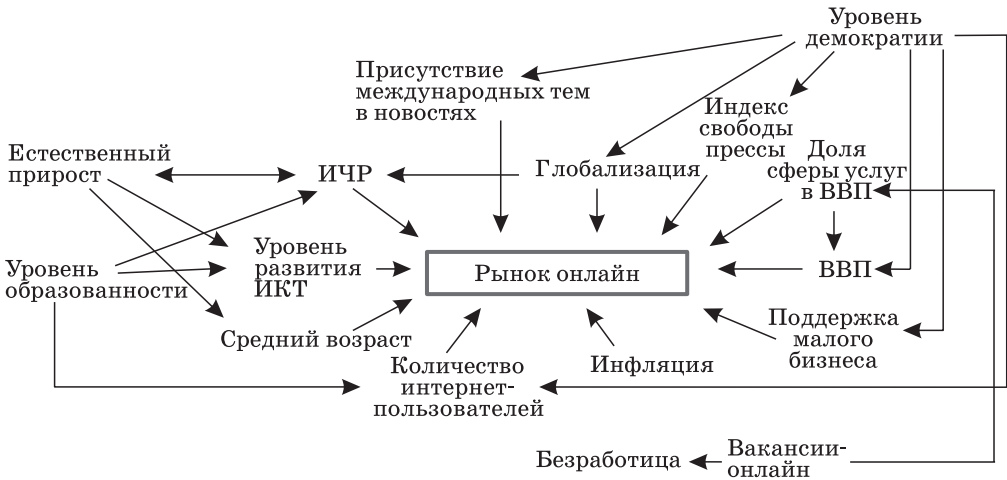 Уровень
демократии
Присутствие
международных тем
в новостях
Индекс
свободы
прессы
Естественный
прирост
ИЧР
Глобализация
Доля
сферы услуг
в ВВП
Уровень
образованности
Уровень
развития
ИКТ
Рынок онлайн
ВВП
Средний возраст
Количество
интернет-
пользователей
Инфляция
Поддержка
малого
бизнеса
Безработица
Вакансии-
онлайн